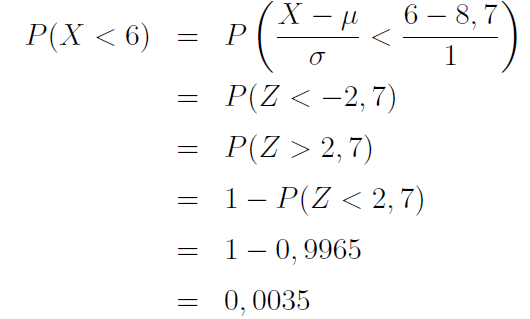 P(X < 6) = P((X − μ)/σ < (6 − 8, 7)/1)
= P(Z < −2, 7)
= P(Z > 2, 7)
= 1 − P(Z < 2, 7)
= 1 − 0, 9965
= 0, 0035